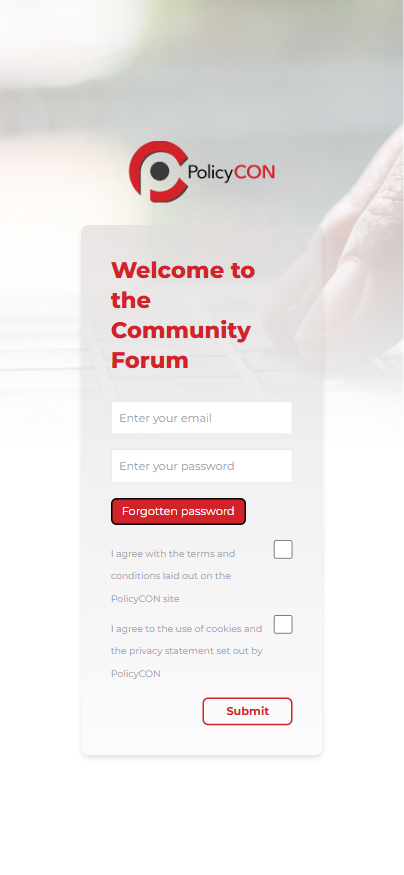 PolicyCON
Welcome to
the
Community
Forum
Enter your email
Enter your password
Forgotten password
I agree with the terms and
conditions laid out on the
PolicyCON site
I agree to the use of cookies and
the privacy statement set out by
PolicyCON
Submit